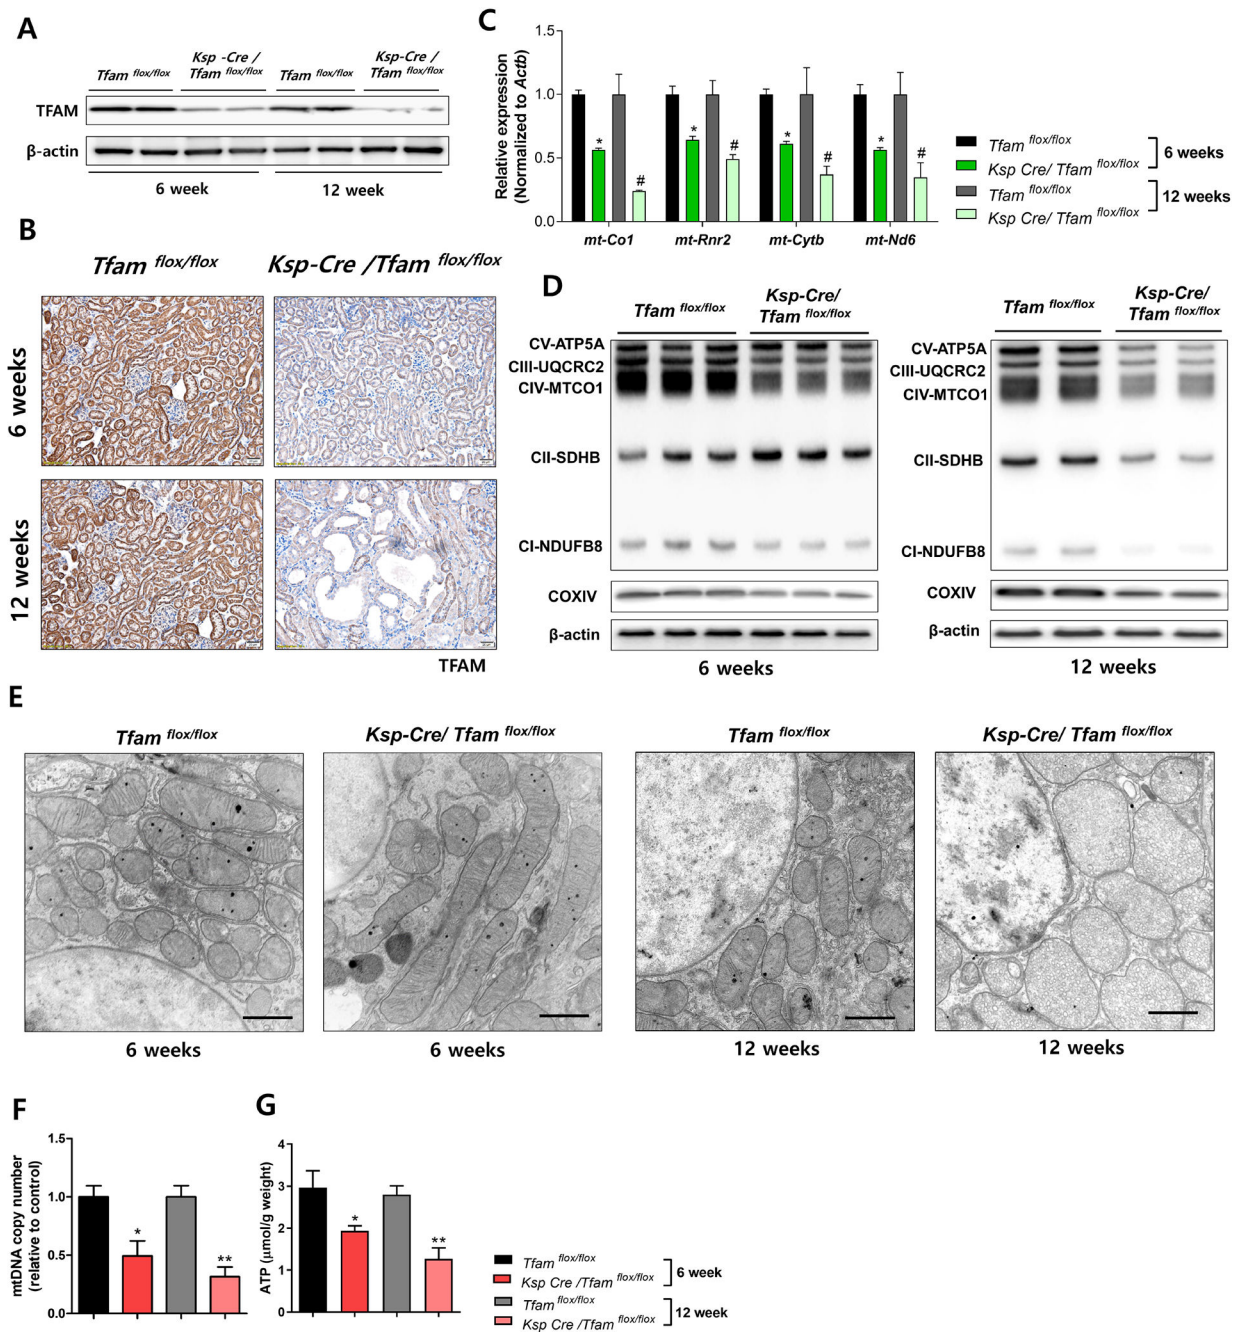 A
Tfam flox/flox
Ksp -Cre /
Tfam flox/flox
Tfam flox/flox
Ksp-Cre /
Tfam flox/flox
TFAM
β-actin
6 week
12 week
B
Tfam flox/flox
Ksp-Cre /Tfam flox/flox
6 weeks
12 weeks
TFAM
C
Relative expression
(Normalized to Actb)
1.0
0.5
0.0
*
#
*
#
*
#
*
#
mt-Co1
mt-Rnr2
mt-Cytb
mt-Nd6
Tfam flox/flox
Ksp Cre/ Tfam flox/flox
6 weeks
Tfam flox/flox
Ksp Cre/ Tfam flox/flox
12 weeks
D
Tfam flox/flox
Ksp-Cre/
Tfam flox/flox
CV-ATP5A
CIII-UQCRC2
CIV-MTCO1
CII-SDHB
CI-NDUFB8
COXIV
β-actin
6 weeks
Tfam flox/flox
Ksp-Cre/
Tfam flox/flox
CV-ATP5A
CIII-UQCRC2
CIV-MTCO1
CII-SDHB
CI-NDUFB8
COXIV
β-actin
12 weeks
E
Tfam flox/flox
Ksp-Cre/ Tfam flox/flox
Tfam flox/flox
Ksp-Cre/ Tfam flox/flox
6 weeks
6 weeks
12 weeks
12 weeks
F
mtDNA copy number
(relative to control)
1.5
1.0
0.5
0.0
*
**
G
ATP (μmol/g weight)
4
3
2
1
0
*
**
Tfam flox/flox
Ksp Cre /Tfam flox/flox
6 week
Tfam flox/flox
Ksp Cre /Tfam flox/flox
12 week